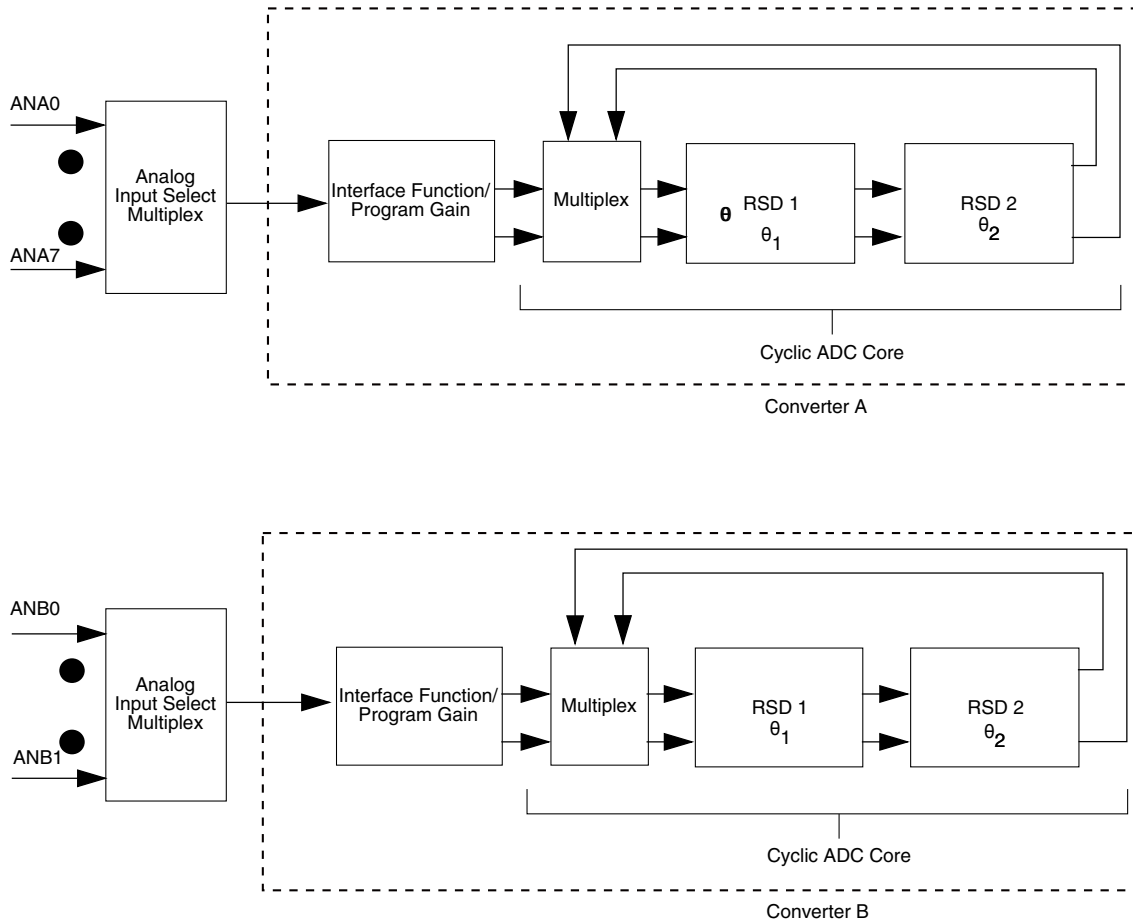 ANA0
ANA7
Analog
Input Select
Multiplex
Interface Function/
Program Gain
Multiplex
θ RSD 1
θ1
RSD 2
θ2
Cyclic ADC Core
Converter A
ANB0
ANB1
Analog
Input Select
Multiplex
Interface Function/
Program Gain
Multiplex
RSD 1
θ1
RSD 2
θ2
Cyclic ADC Core
Converter B